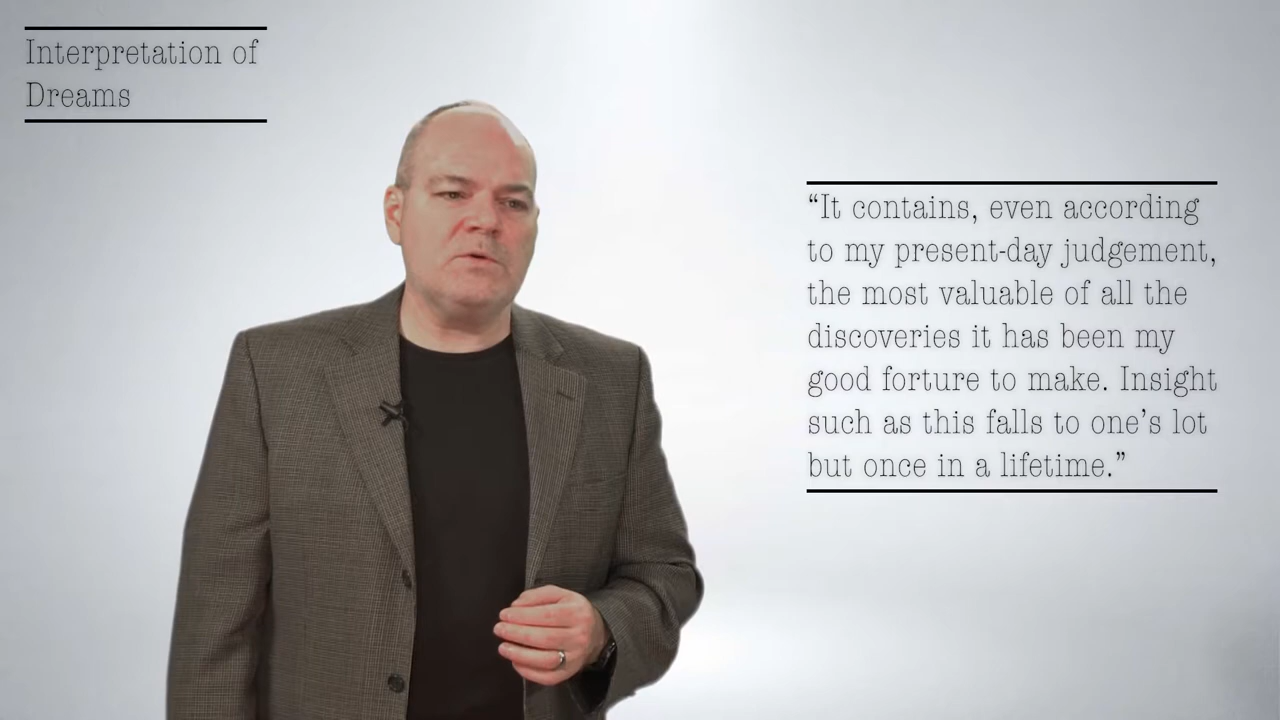 Interpretation of
Dreams
“It contains, even according
to my present-day judgement,
the most valuable of all the
discoveries it has been my
good forture to make. Insight
such as this falls to one’s lot
but once in a lifetime.”